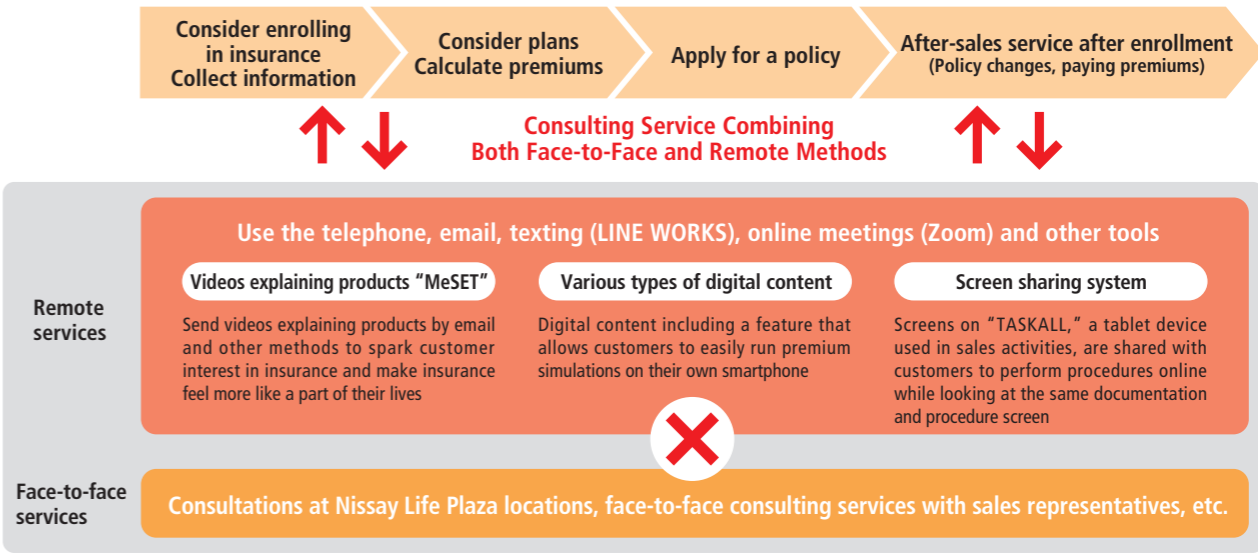 Consider enrolling
in insurance
Collect information
Consider plans
Calculate premiums
Apply for a policy
After-sales service after enrollment
(Policy changes, paying premiums)
Consulting Service Combining
Both Face-to-Face and Remote Methods
Remote
services
Use the telephone, email, texting (LINE WORKS), online meetings (Zoom) and other tools
Videos explaining products “MeSET”
Send videos explaining products by email
and other methods to spark customer
interest in insurance and make insurance
feel more like a part of their lives
Various types of digital content
Digital content including a feature that
allows customers to easily run premium
simulations on their own smartphone
Screen sharing system
Screens on “TASKALL,” a tablet device
used in sales activities, are shared with
customers to perform procedures online
while looking at the same documentation
and procedure screen
Face-to-face
services
Consultations at Nissay Life Plaza locations, face-to-face consulting services with sales representatives, etc.